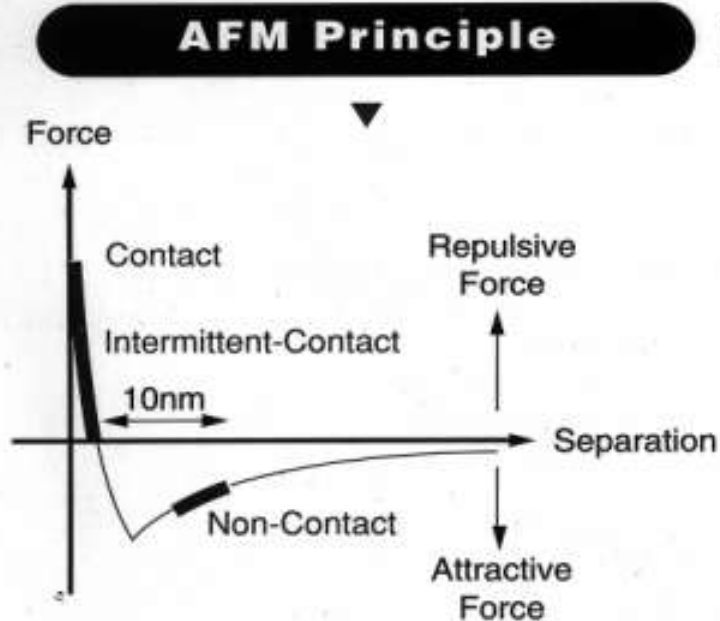 AFM Principle
Force
Contact
Repulsive
Force
Intermittent-Contact
10nm
Separation
Non-Contact
Attractive
Force